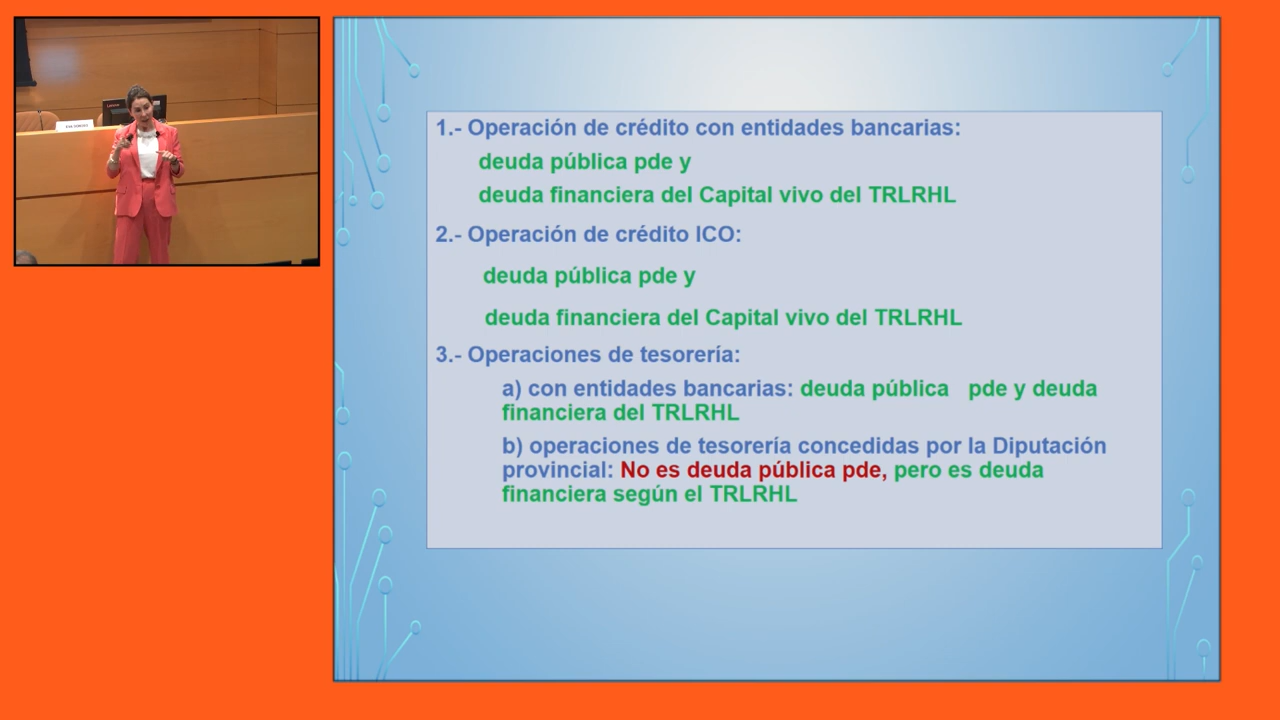 1.- Operación de crédito con entidades bancarias:
deuda pública pde y
deuda financiera del Capital vivo del TRLRHL
2.- Operación de crédito ICO:
deuda pública pde y
deuda financiera del Capital vivo del TRLRHL
3.- Operaciones de tesorería:
a) con entidades bancarias: deuda pública pde y deuda
financiera del TRLRHL
b) operaciones de tesorería concedidas por la Diputación
provincial: No es deuda pública pde, pero es deuda
financiera según el TRLRHL